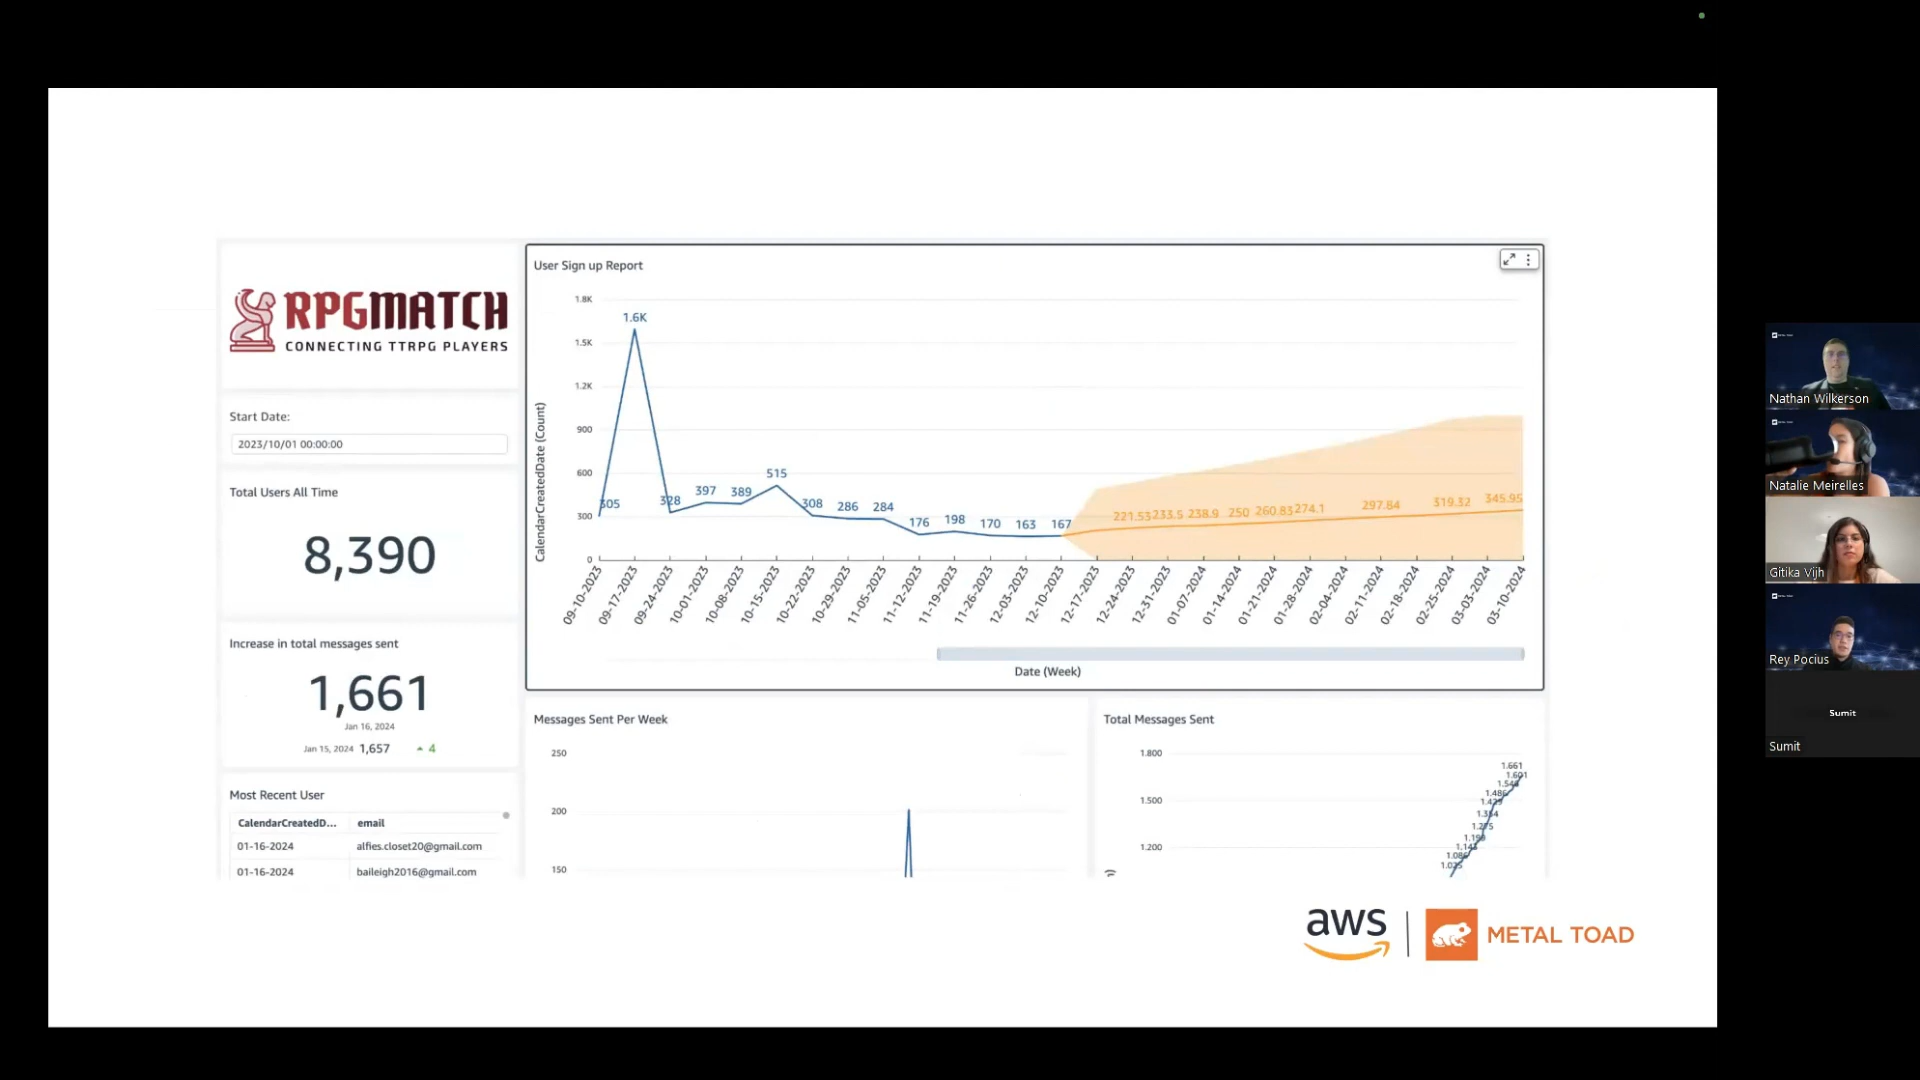 RPGMATCH
CONNECTING TTRPG PLAYERS
Start Date:
2023/10/01 00:00:00
Total Users All Time
8,390
Increase in total messages sent
1,661
Jan 16, 2024
Jan 15, 2024 1,657 4
Most Recent User
CalendarCreatedD... email
01-16-2024 alfies.closet20@gmail.com
01-16-2024 baileigh2016@gmail.com
User Sign up Report
CalendarCreatedDate (Count)
1.8K
1.5K
1.2K
900
600
300
0
305
1.6K
328
397
389
515
308
286
284
176
198
170
163
167
221.53
233.5
238.9
250
260.83
274.1
297.84
319.32
345.95
09-10-2023
09-17-2023
09-24-2023
10-01-2023
10-08-2023
10-15-2023
10-22-2023
10-29-2023
11-05-2023
11-12-2023
11-19-2023
11-26-2023
12-03-2023
12-10-2023
12-17-2023
12-24-2023
12-31-2023
01-07-2024
01-14-2024
01-21-2024
01-28-2024
02-04-2024
02-11-2024
02-18-2024
02-25-2024
03-03-2024
03-10-2024
Date (Week)
Messages Sent Per Week
250
200
150
Total Messages Sent
1.800
1.500
1.200
1.661
1.601
1.486
1.275
aws
METAL TOAD
Nathan Wilkerson
Natalie Meirelles
Gitika Vijh
Rey Pocius
Sumit
Sumit